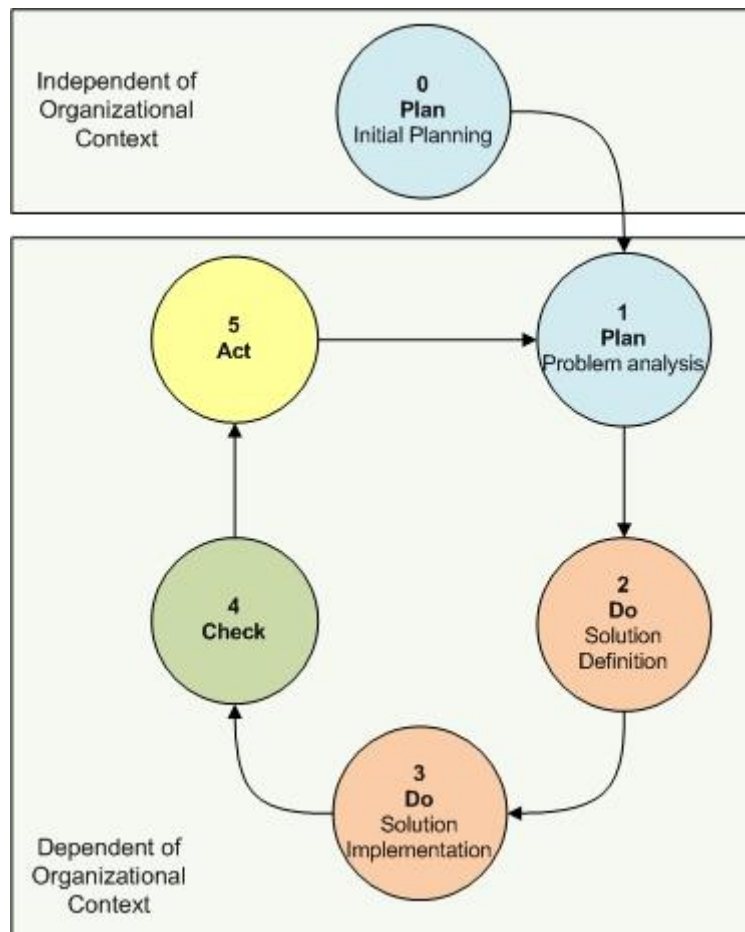 Independent of
Organizational
Context
0
Plan
Initial Planning
5
Act
1
Plan
Problem analysis
4
Check
2
Do
Solution
Definition
3
Do
Solution
Implementation
Dependent of
Organizational
Context